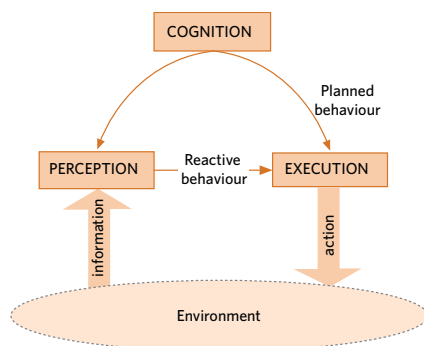 COGNITION
Planned
behaviour
PERCEPTION
Reactive
behaviour
EXECUTION
information
action
Environment